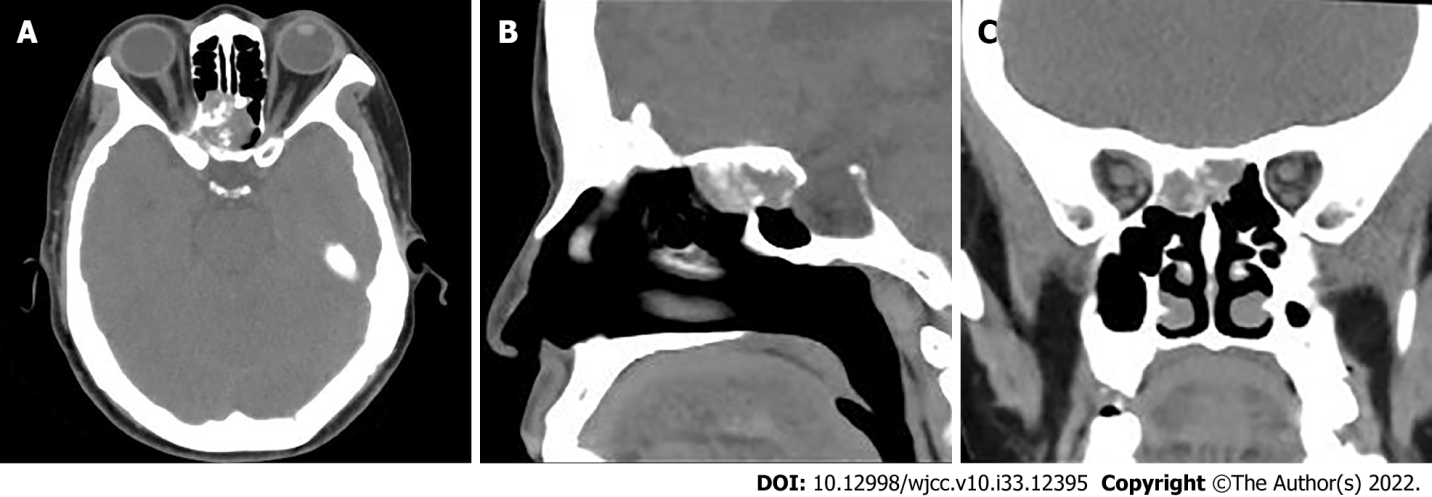 A
B
C
DOI: 10.12998/wjcc.v10.i33.12395 Copyright ©The Author(s) 2022.